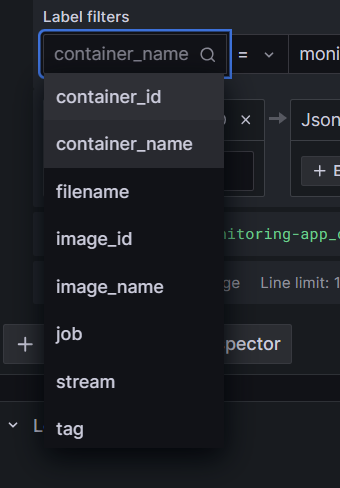 Label filters
container_name = moni
container_id
Json
container_name
filename
image_id
nitoring-app_
image_name
ge Line limit: 1
job
pector
stream
L
tag